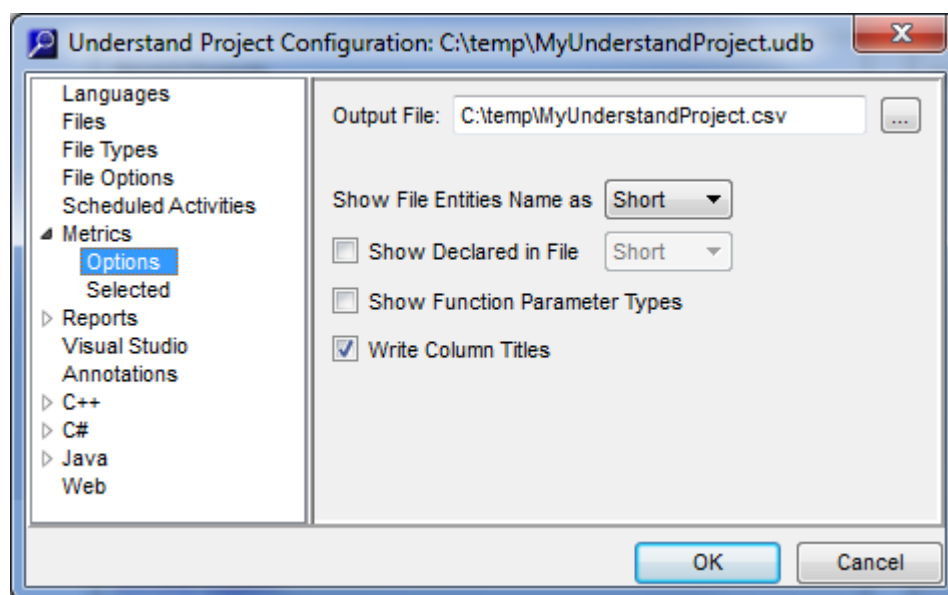 Understand Project Configuration: C:\temp\MyUnderstandProject.udb
Languages
Files
File Types
File Options
Scheduled Activities
Metrics
Options
Selected
Reports
Visual Studio
Annotations
C++
C#
Java
Web
Output File: C:\temp\MyUnderstandProject.csv ...
Show File Entities Name as Short
Show Declared in File Short
Show Function Parameter Types
Write Column Titles
OK Cancel